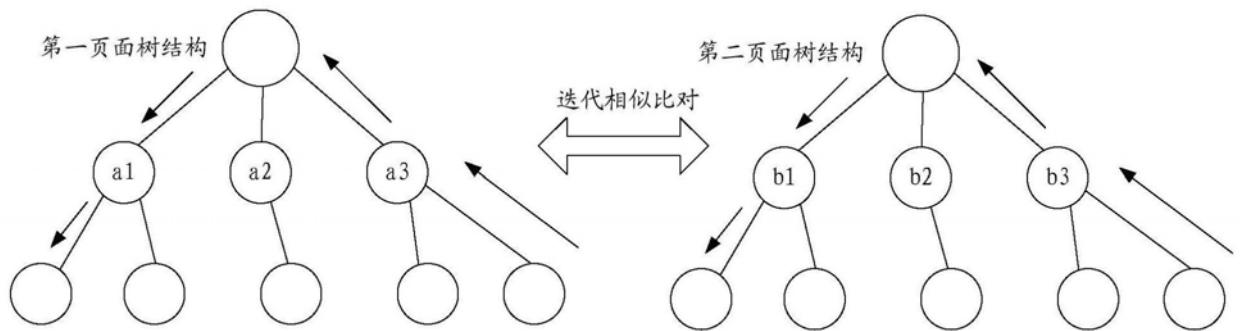 第一页面树结构
第二页面树结构
迭代相似比对
a1
a2
a3
b1
b2
b3